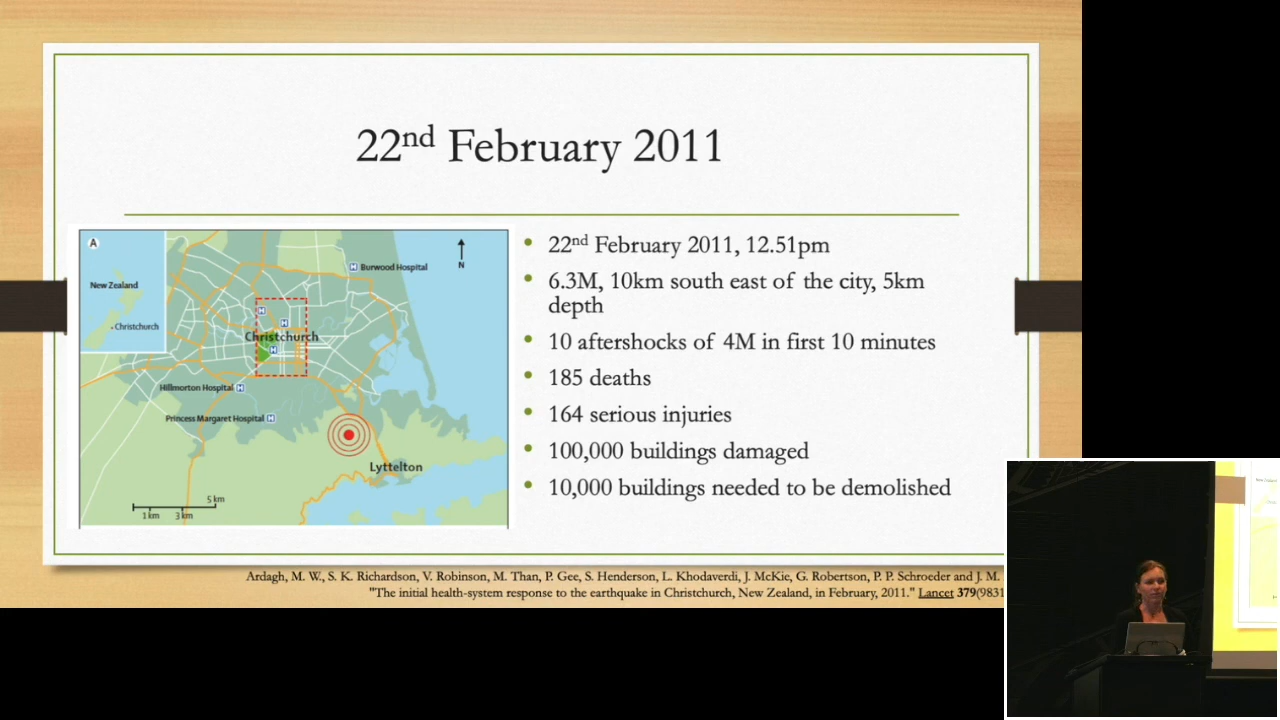 22nd February 2011
A
N
Burwood Hospital
New Zealand
Christchurch
H
H
H
H
Christchurch
Hillmorton Hospital H
Princess Margaret Hospital H
Lyttelton
5 km
1 km 3 km
• 22nd February 2011, 12.51pm
• 6.3M, 10km south east of the city, 5km
depth
• 10 aftershocks of 4M in first 10 minutes
• 185 deaths
• 164 serious injuries
• 100,000 buildings damaged
• 10,000 buildings needed to be demolished
Ardagh, M. W., S. K. Richardson, V. Robinson, M. Than, P. Gee, S. Henderson, L. Khodaverdi, J. McKie, G. Robertson, P. P. Schroeder and J. M.
"The initial health-system response to the earthquake in Christchurch, New Zealand, in February, 2011." Lancet 379(9831